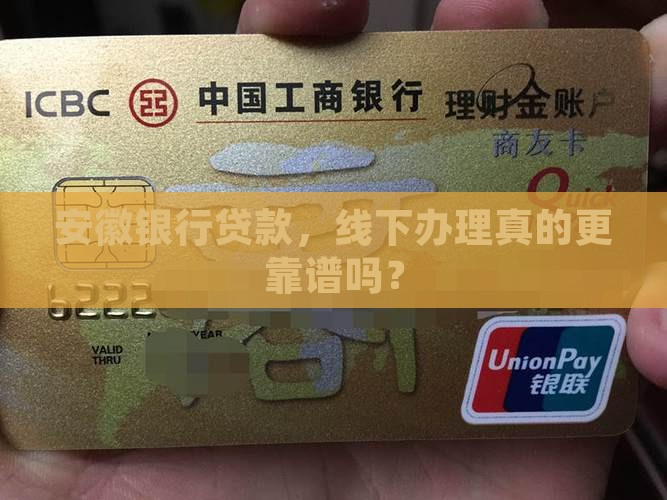 ICBC 中国工商银行 理财金账户
商友卡
Quick
安徽银行贷款，线下办理真的更
靠谱吗？
6222
VALID
THRU
YEAR
UnionPay
银联